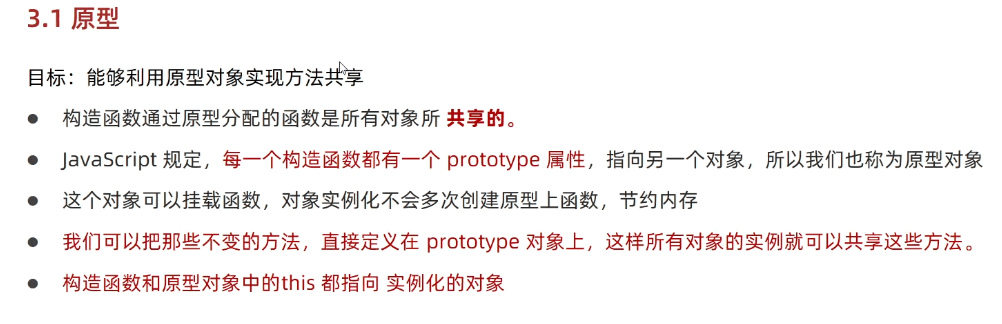 3.1 原型
目标：能够利用原型对象实现方法共享
● 构造函数通过原型分配的函数是所有对象所 共享的。
● JavaScript 规定，每一个构造函数都有一个 prototype 属性，指向另一个对象，所以我们也称为原型对象
● 这个对象可以挂载函数，对象实例化不会多次创建原型上函数，节约内存
● 我们可以把那些不变的方法，直接定义在 prototype 对象上，这样所有对象的实例就可以共享这些方法。
● 构造函数和原型对象中的this 都指向 实例化的对象